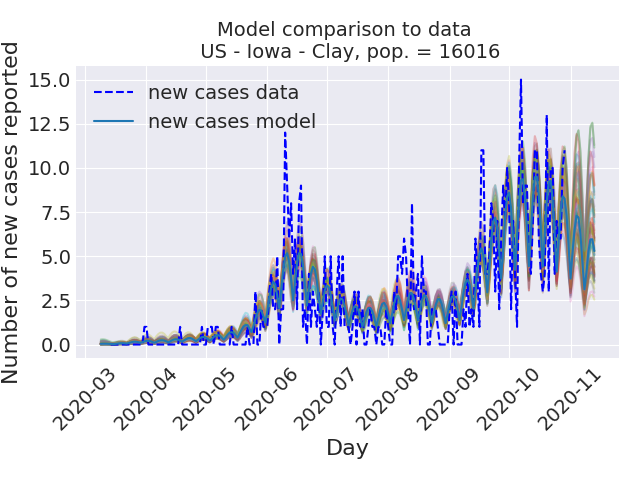 Model comparison to data
US - Iowa - Clay, pop. = 16016
Number of new cases reported
15.0
12.5
10.0
7.5
5.0
2.5
0.0
new cases data
new cases model
2020-03
2020-04
2020-05
2020-06
2020-07
2020-08
2020-09
2020-10
2020-11
Day